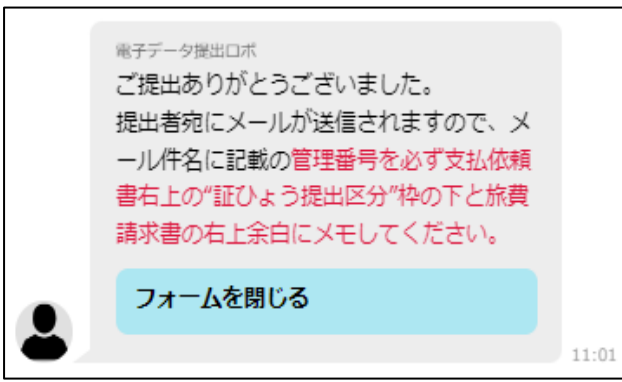 電子データ提出ロボ
ご提出ありがとうございました。
提出者宛にメールが送信されますので、メ
ール件名に記載の管理番号を必ず支払依頼
書右上の“証ひょう提出区分”枠の下と旅費
請求書の右上余白にメモしてください。
フォームを閉じる
11:01